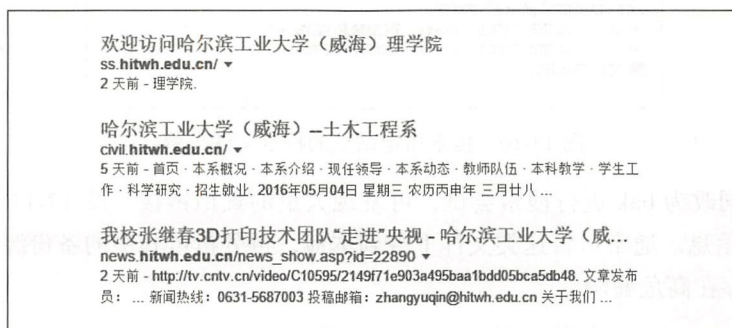 欢迎访问哈尔滨工业大学（威海）理学院
ss.hitwh.edu.cn/
2 天前 - 理学院.
哈尔滨工业大学（威海）--土木工程系
civil.hitwh.edu.cn/
5 天前 - 首页 · 本系概况 · 本系介绍 · 现任领导 · 本系动态 · 教师队伍 · 本科教学 · 学生工
作 · 科学研究 · 招生就业. 2016年05月04日 星期三 农历丙申年 三月廿八 ...
我校张继春3D打印技术团队“走进”央视 - 哈尔滨工业大学（威...
news.hitwh.edu.cn/news_show.asp?id=22890
2 天前 - http://tv.cntv.cn/video/C10595/2149f71e903a495baa1bdd05bca5db48. 文章发布
员： ... 新闻热线：0631-5687003 投稿邮箱：zhangyuqin@hitwh.edu.cn 关于我们 ...